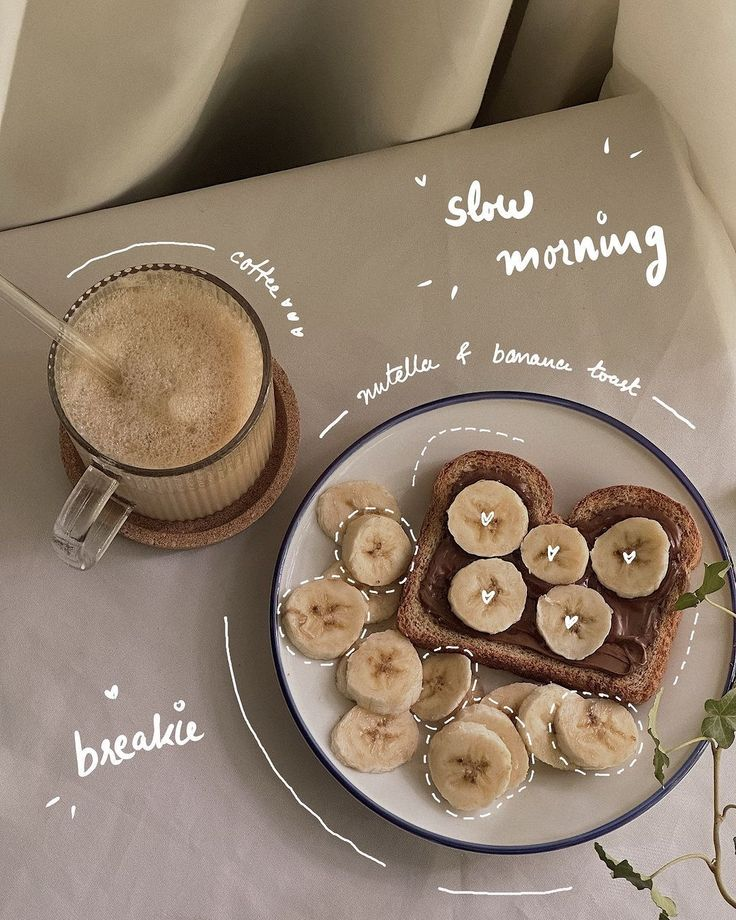 slow
morning
coffee
nutella & banana toast
breakie